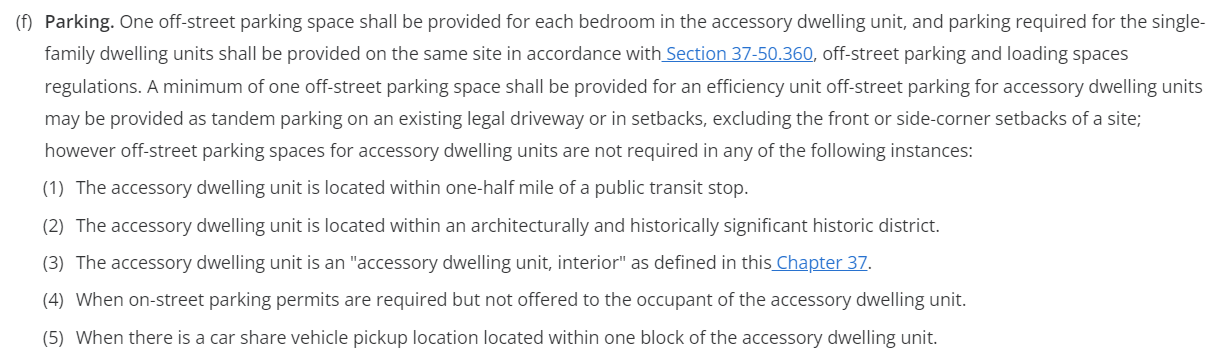 (f) Parking. One off-street parking space shall be provided for each bedroom in the accessory dwelling unit, and parking required for the single-
family dwelling units shall be provided on the same site in accordance with Section 37-50.360, off-street parking and loading spaces
regulations. A minimum of one off-street parking space shall be provided for an efficiency unit off-street parking for accessory dwelling units
may be provided as tandem parking on an existing legal driveway or in setbacks, excluding the front or side-corner setbacks of a site;
however off-street parking spaces for accessory dwelling units are not required in any of the following instances:
(1) The accessory dwelling unit is located within one-half mile of a public transit stop.
(2) The accessory dwelling unit is located within an architecturally and historically significant historic district.
(3) The accessory dwelling unit is an "accessory dwelling unit, interior" as defined in this Chapter 37.
(4) When on-street parking permits are required but not offered to the occupant of the accessory dwelling unit.
(5) When there is a car share vehicle pickup location located within one block of the accessory dwelling unit.